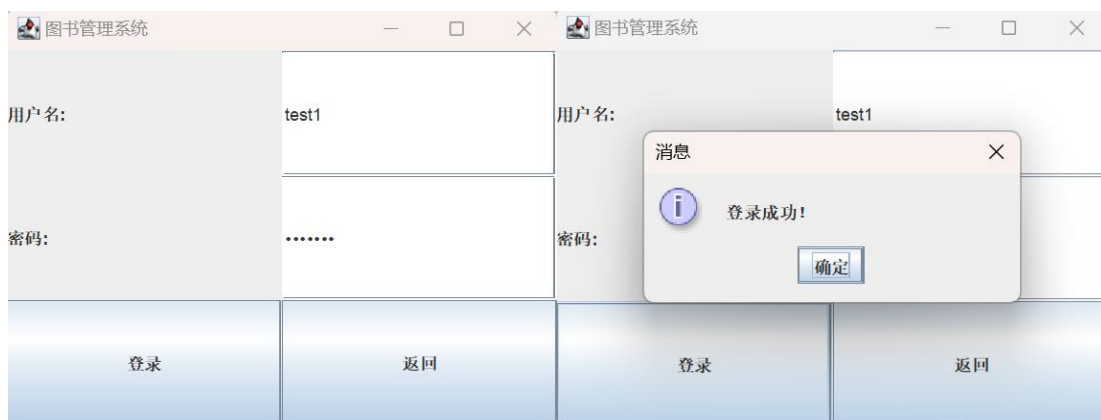 图书管理系统
用户名:
test1
密码:
•••••••
登录
返回
图书管理系统
用户名:
test1
消息
登录成功!
确定
密码:
登录
返回